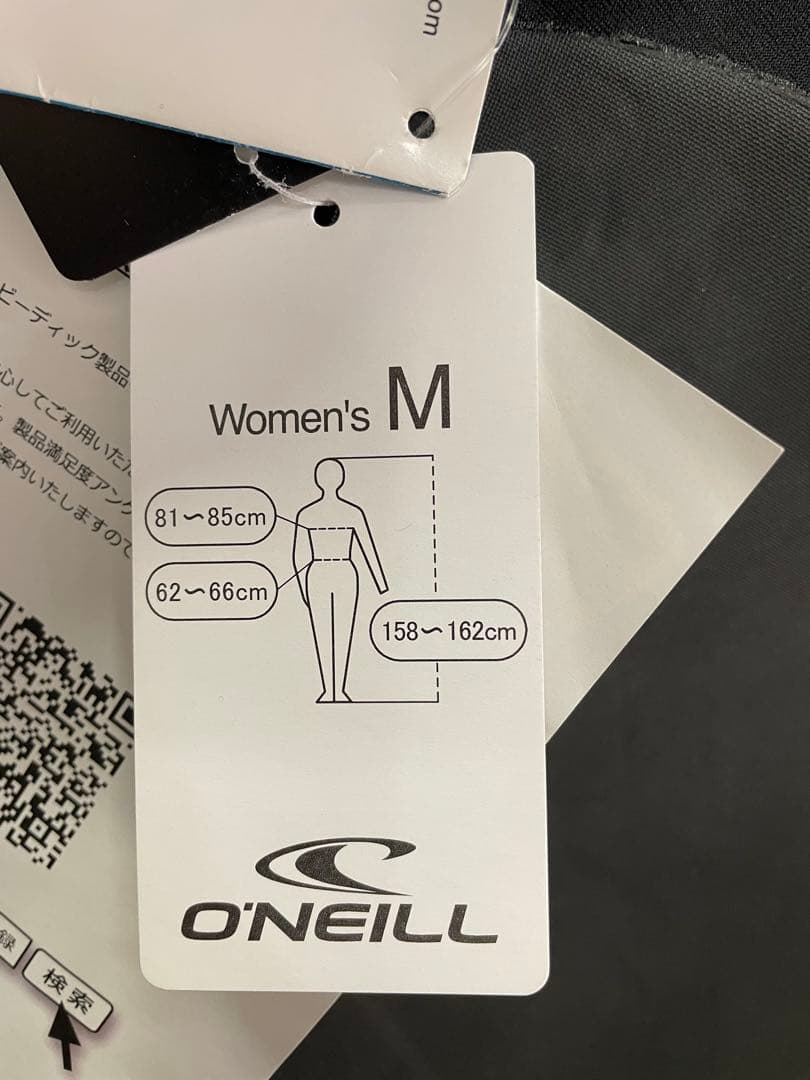 om
ビーディック製品
心してご利用いただ
製品満足度アンケ
案内いたしますので
Women's M
81〜85cm
62〜66cm
158〜162cm
O'NEILL
録
検索